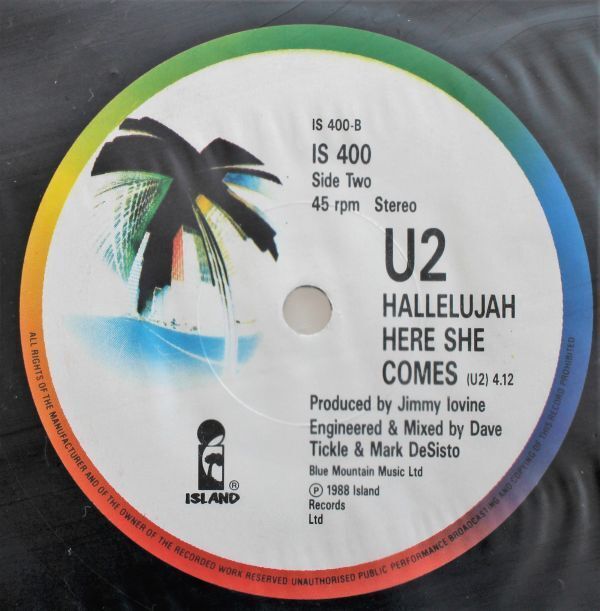 IS 400-B
IS 400
Side Two
45 rpm Stereo
U2
HALLELUJAH
HERE SHE
COMES (U2) 4.12
Produced by Jimmy Iovine
Engineered & Mixed by Dave
Tickle & Mark DeSisto
Blue Mountain Music Ltd
℗ 1988 Island
Records
Ltd
ISLAND ®
ALL RIGHTS OF THE MANUFACTURER AND OF THE OWNER OF THE RECORDED WORK RESERVED UNAUTHORISED PUBLIC PERFORMANCE BROADCASTING AND COPYING OF THIS RECORD PROHIBITED